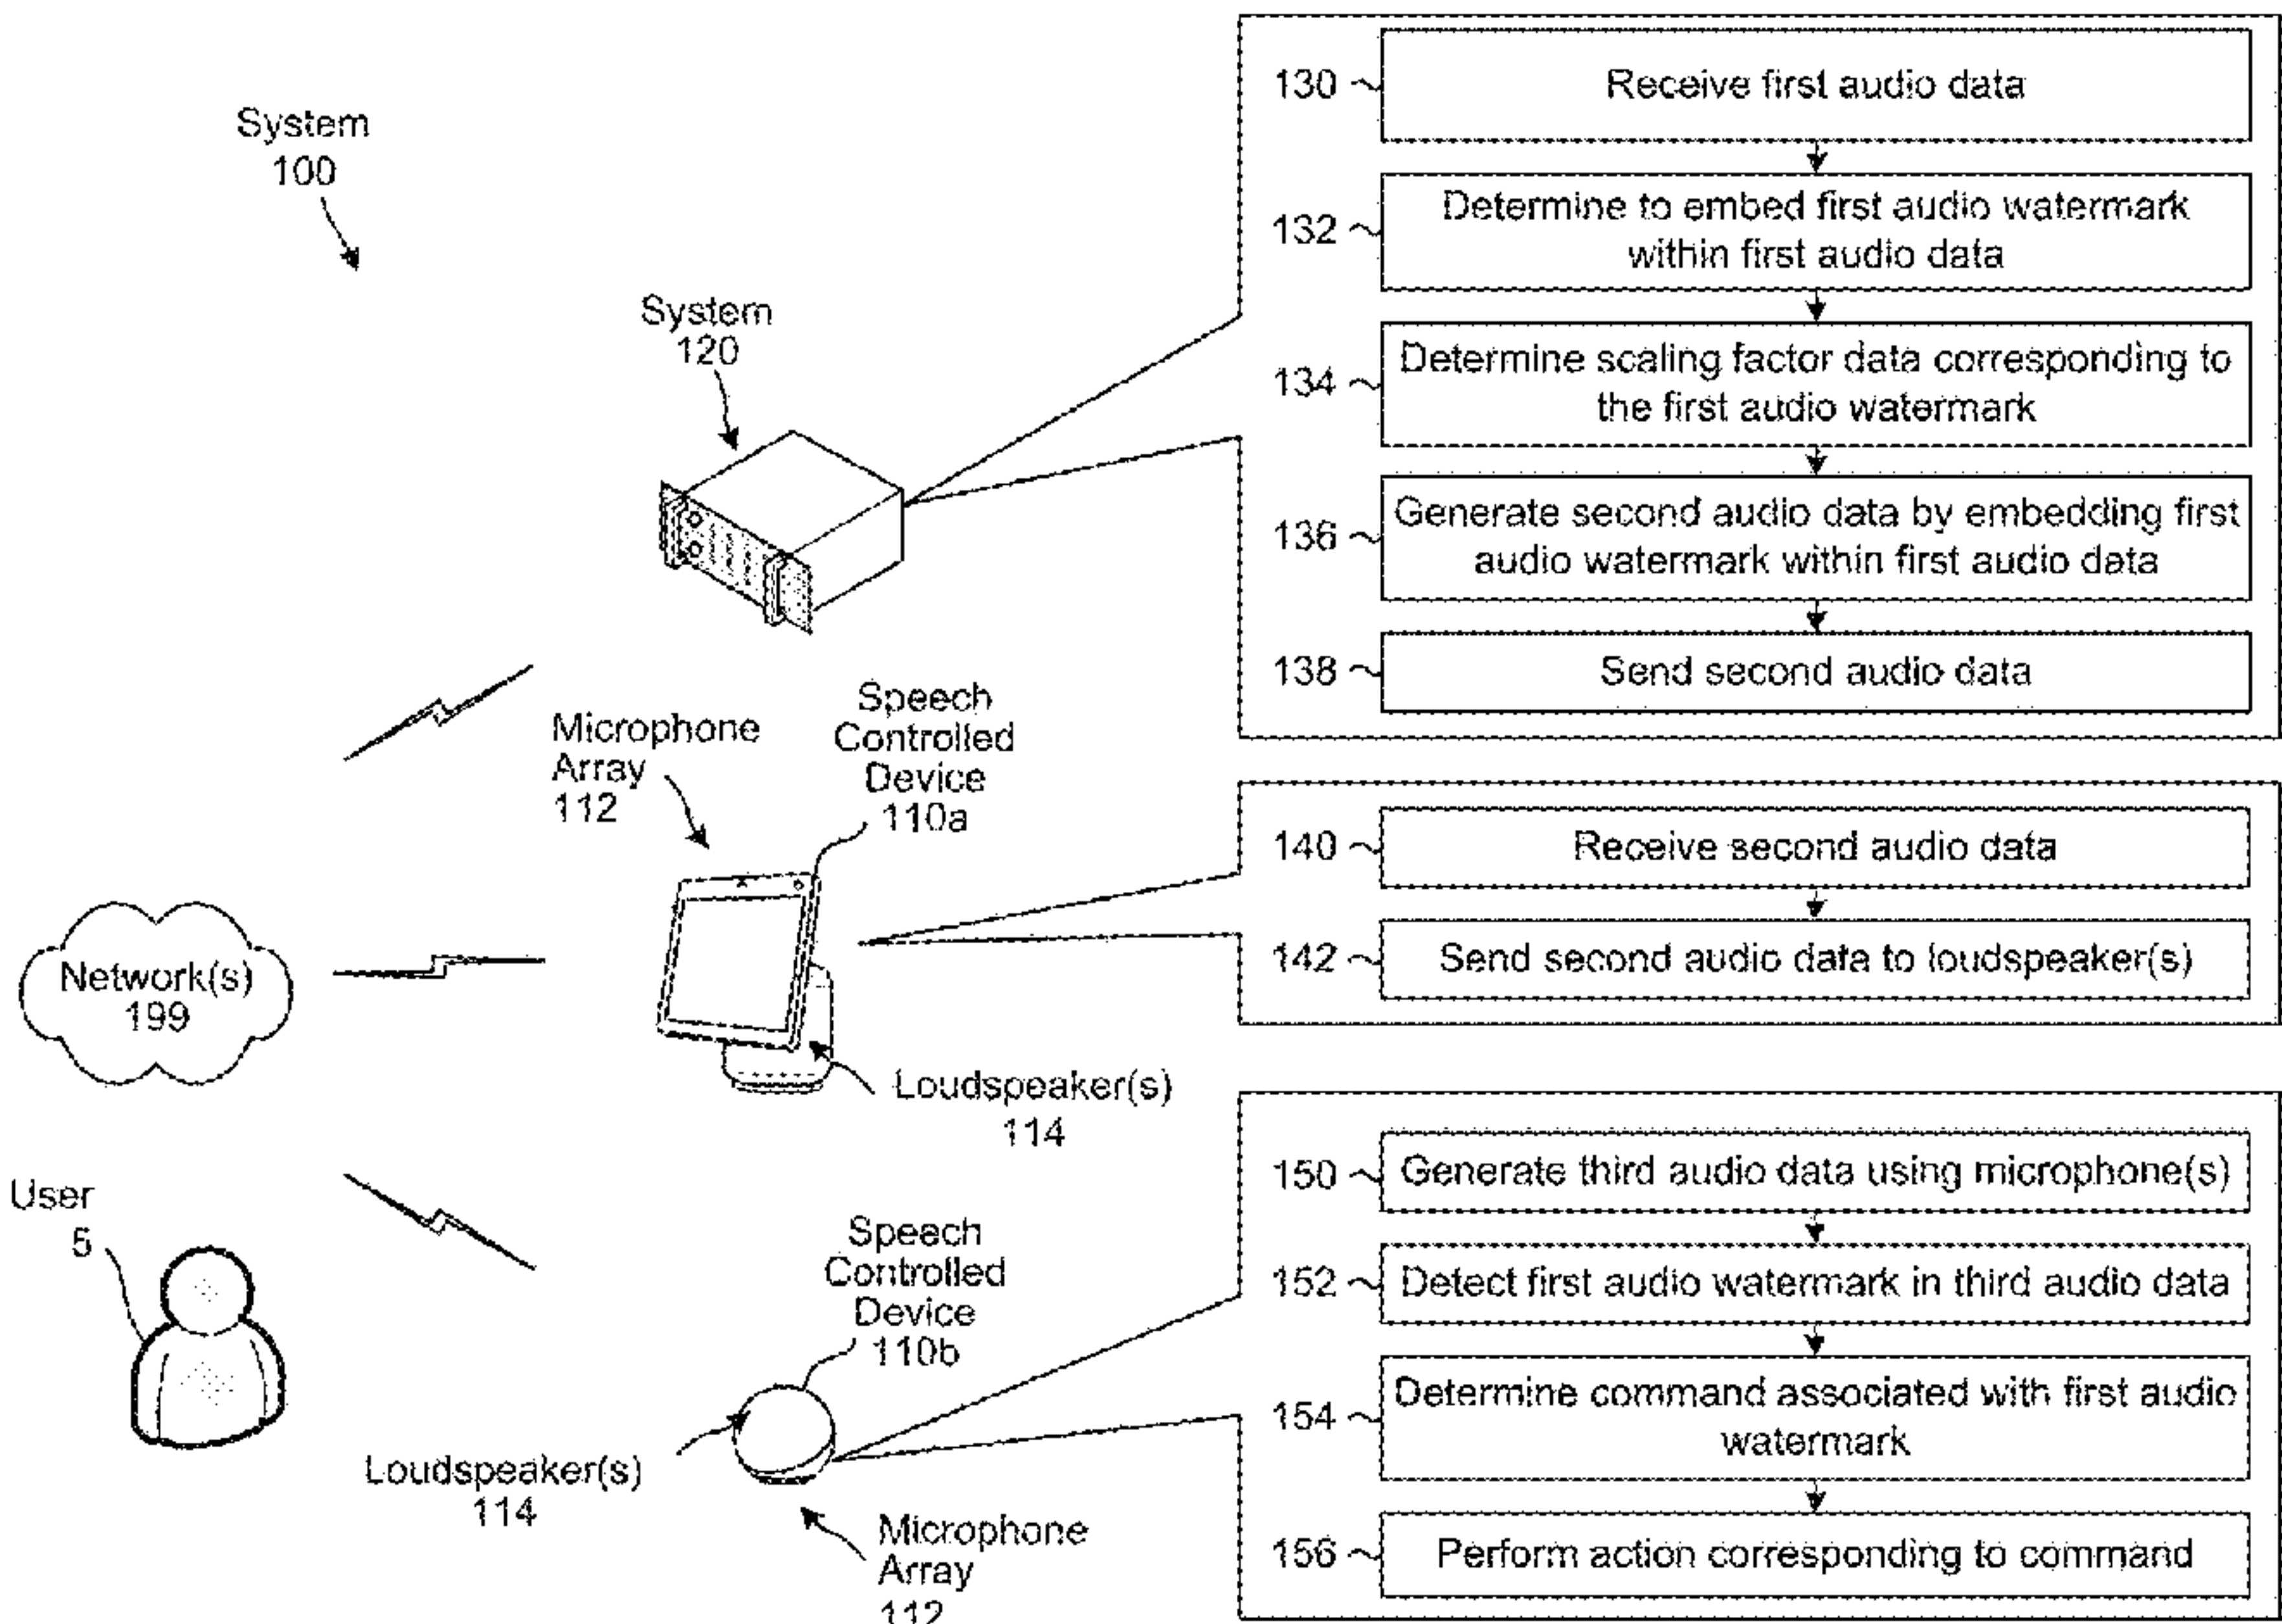 System
100
System
120
130
Receive first audio data
132
Determine to embed first audio watermark
within first audio data
134
Determine scaling factor data corresponding to
the first audio watermark
136
Generate second audio data by embedding first
audio watermark within first audio data
138
Send second audio data
Microphone
Array
112
Speech
Controlled
Device
110a
140
Receive second audio data
142
Send second audio data to loudspeaker(s)
Network(s)
199
Loudspeaker(s)
114
User
5
Speech
Controlled
Device
110b
150
Generate third audio data using microphone(s)
152
Detect first audio watermark in third audio data
154
Determine command associated with first audio
watermark
156
Perform action corresponding to command
Loudspeaker(s)
114
Microphone
Array
112